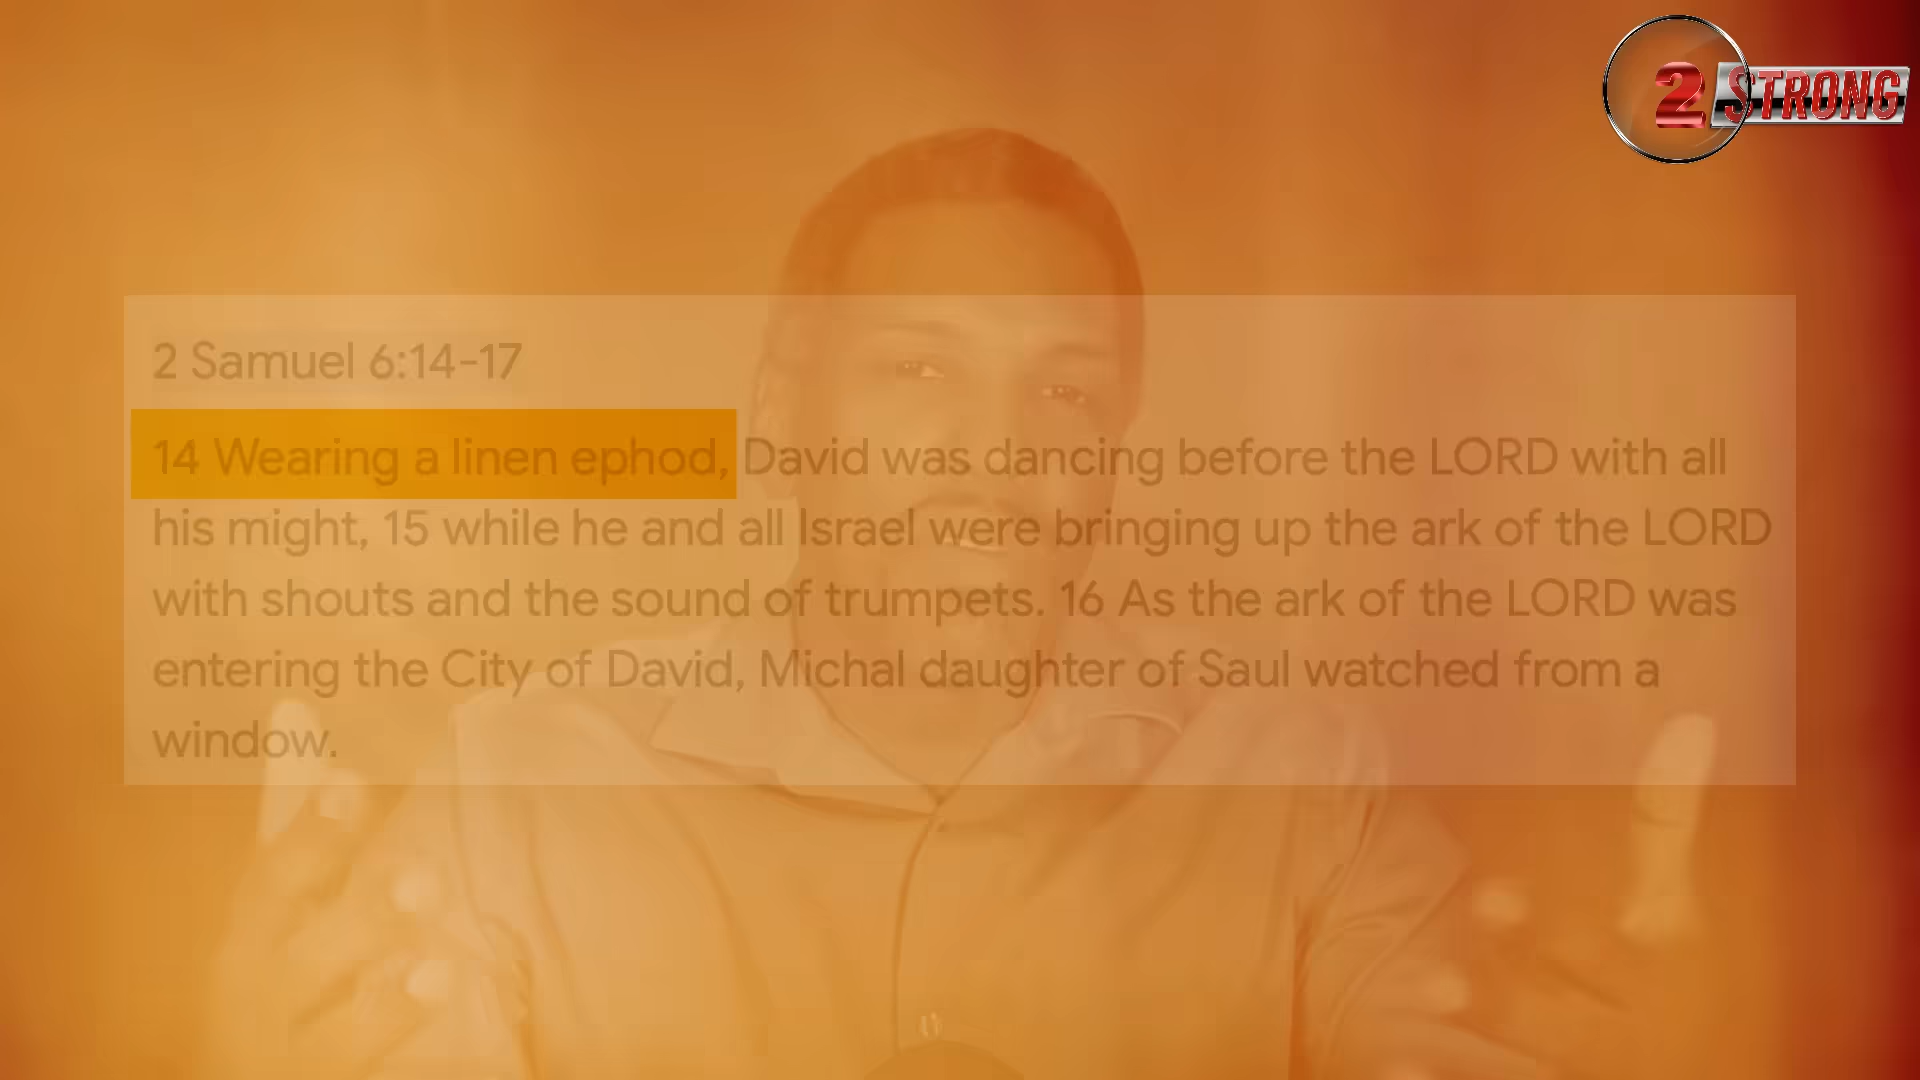 2 STRONG
2 Samuel 6:14-17
14 Wearing a linen ephod, David was dancing before the LORD with all
his might, 15 while he and all Israel were bringing up the ark of the LORD
with shouts and the sound of trumpets. 16 As the ark of the LORD was
entering the City of David, Michal daughter of Saul watched from a
window.